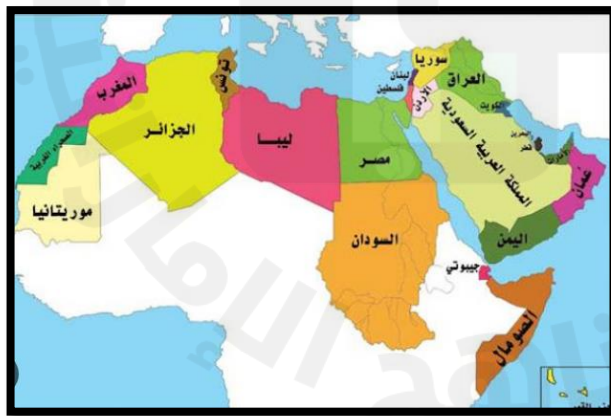 سوريا
لبنان
فلسطين
العراق
الأردن
الكويت
تونس
المغرب
الجزائر
ليبيا
مصر
المملكة العربية السعودية
البحرين
قطر
الامارات
عُمان
الصحراء الغربية
موريتانيا
السودان
اليمن
جيبوتي
الصومال